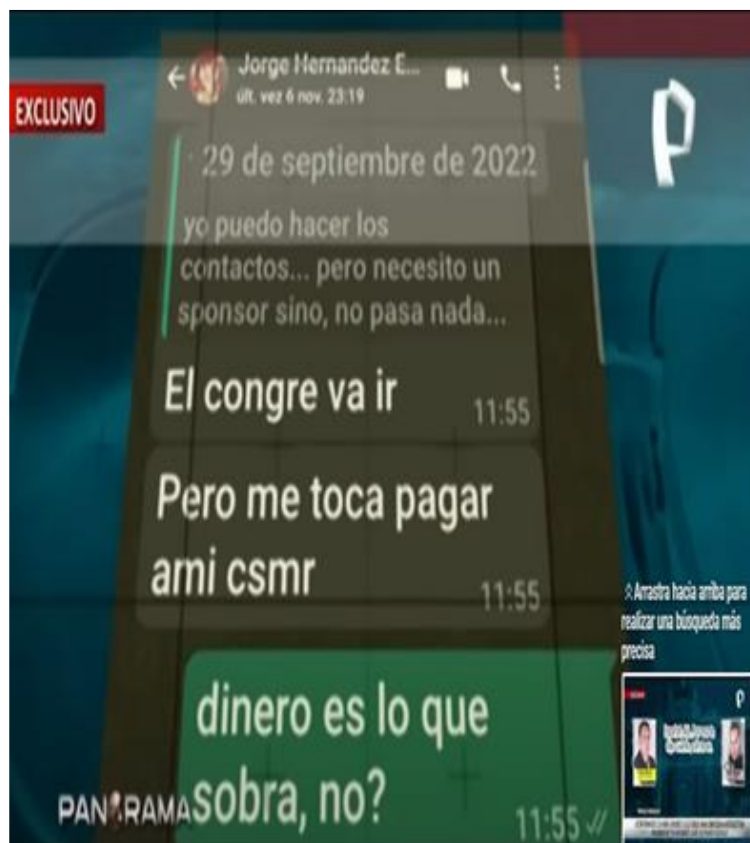 EXCLUSIVO
Jorge Hernandez E...
últ. vez 6 nov. 23:19
29 de septiembre de 2022
yo puedo hacer los
contactos... pero necesito un
sponsor sino, no pasa nada...
El congre va ir
11:55
Pero me toca pagar
ami csmr
11:55
dinero es lo que
sobra, no?
11:55
PANORAMA
Arrastra hacia arriba para
realizar una búsqueda más
precisa